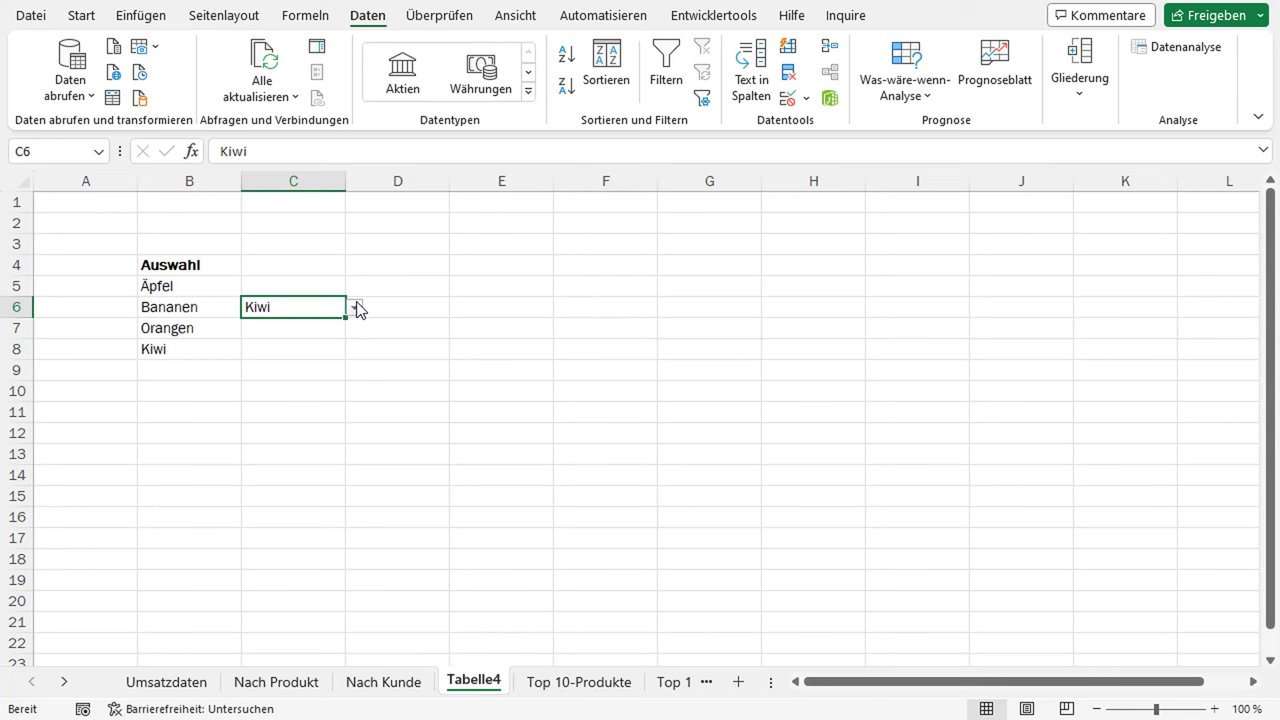 Datei Start Einfügen Seitenlayout Formeln Daten Überprüfen Ansicht Automatisieren Entwicklertools Hilfe Inquire Kommentare Freigeben
Daten abrufen
Alle aktualisieren
Aktien
Währungen
Sortieren
Filtern
Text in Spalten
Was-wäre-wenn-Analyse
Prognoseblatt
Gliederung
Datenanalyse
Daten abrufen und transformieren Abfragen und Verbindungen Datentypen Sortieren und Filtern Datentools Prognose Analyse
C6 fx Kiwi
A B C D E F G H I J K L
1
2
3
4 Auswahl
5 Äpfel
6 Bananen Kiwi
7 Orangen
8 Kiwi
9
10
11
12
13
14
15
16
17
18
19
20
21
22
23
Umsatzdaten Nach Produkt Nach Kunde Tabelle4 Top 10-Produkte Top 1
Bereit Barrierefreiheit: Untersuchen 100 %